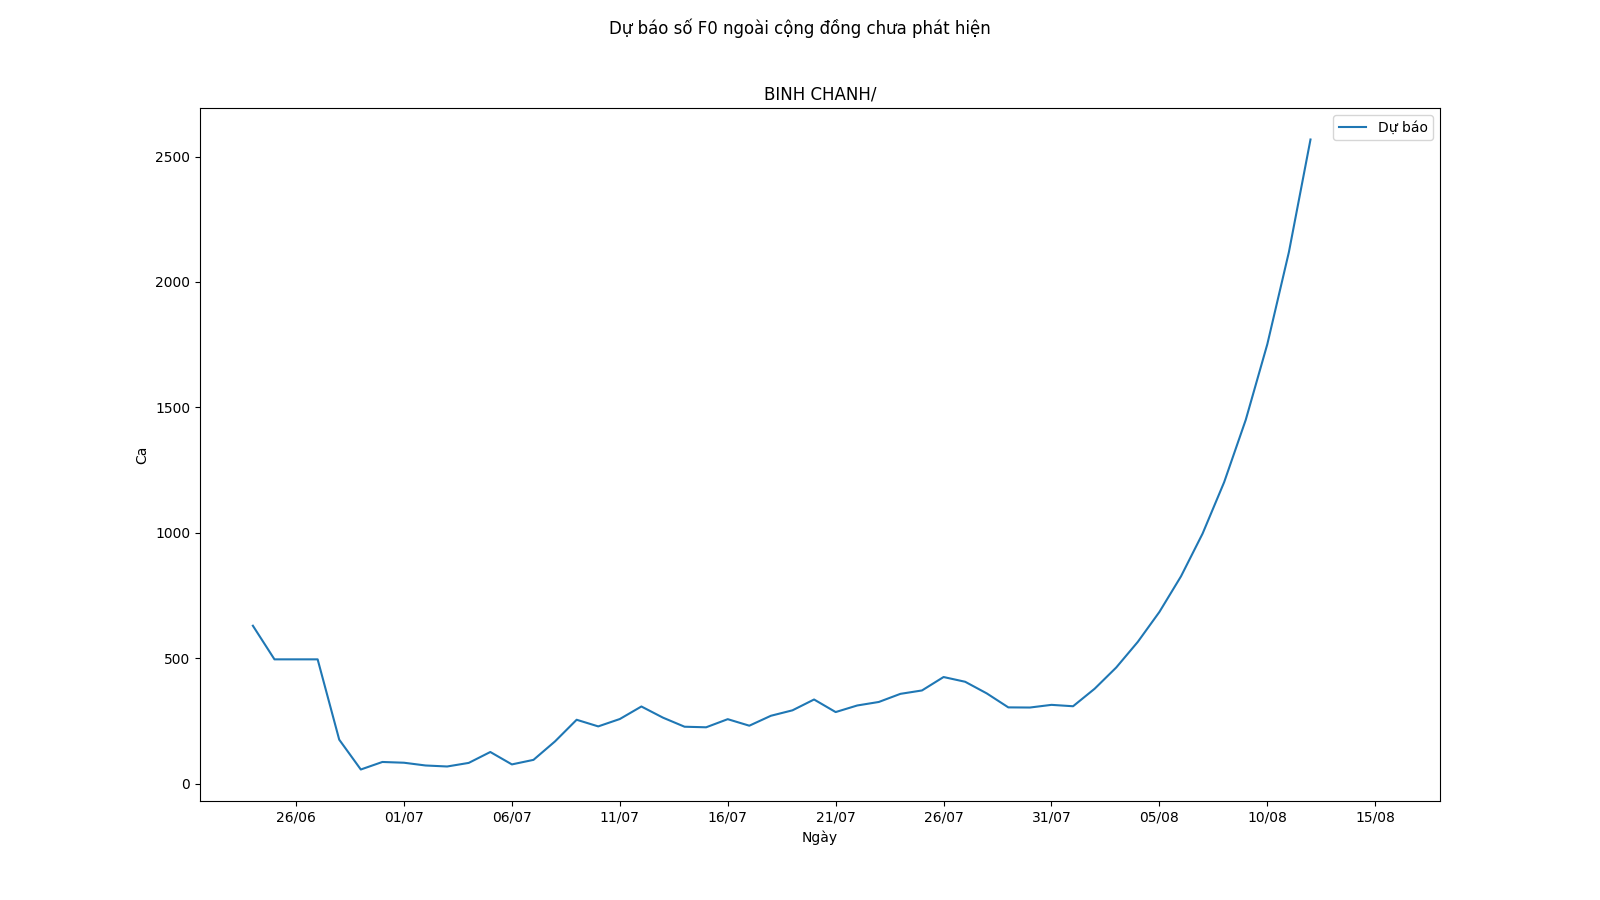 Dự báo số F0 ngoài cộng đồng chưa phát hiện
BINH CHANH/
Dự báo
2500
2000
1500
1000
500
0
Ca
26/06 01/07 06/07 11/07 16/07 21/07 26/07 31/07 05/08 10/08 15/08
Ngày